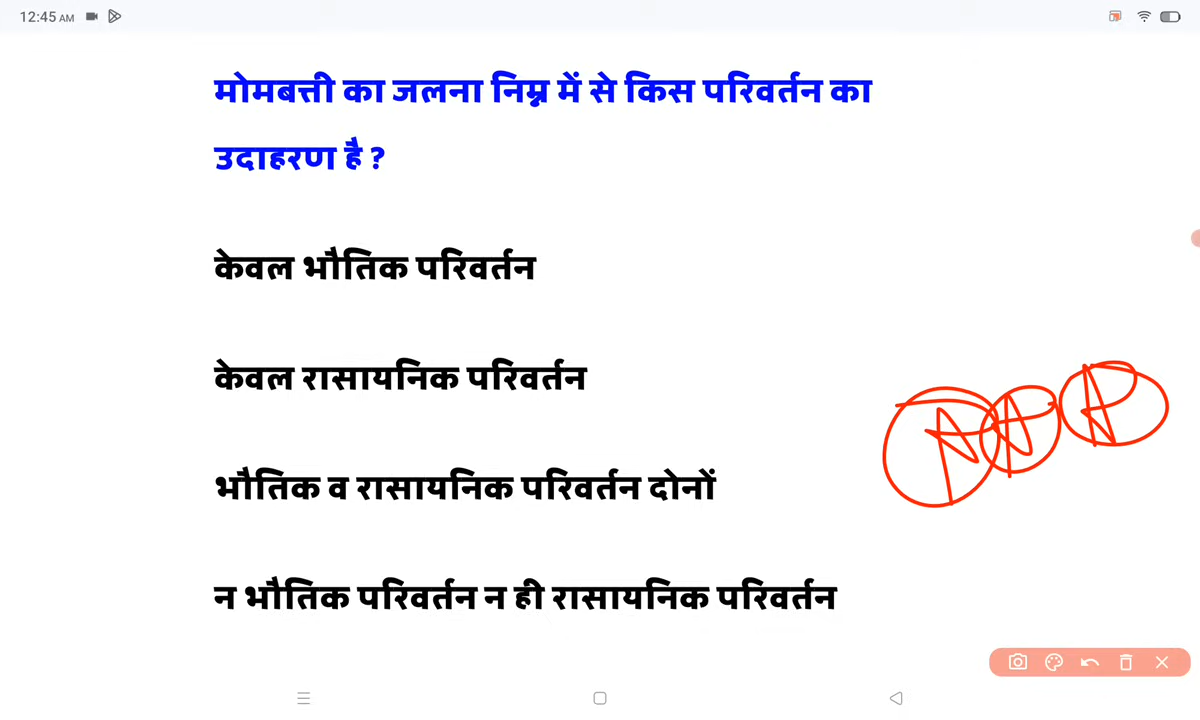 12:45 AM
मोमबत्ती का जलना निम्न में से किस परिवर्तन का
उदाहरण है ?
केवल भौतिक परिवर्तन
केवल रासायनिक परिवर्तन
भौतिक व रासायनिक परिवर्तन दोनों
न भौतिक परिवर्तन न ही रासायनिक परिवर्तन